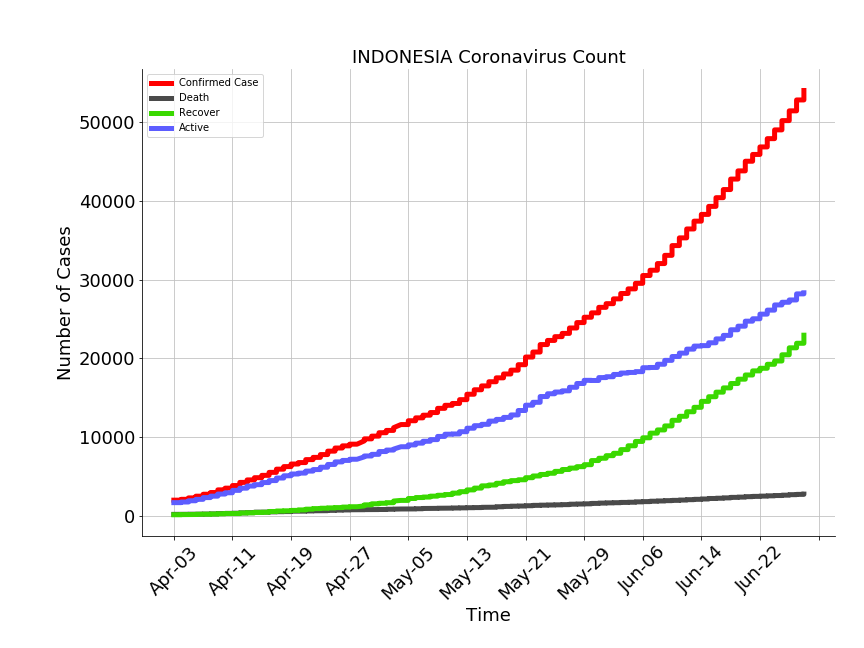 INDONESIA Coronavirus Count
Confirmed Case
Death
Recover
Active
Number of Cases
50000
40000
30000
20000
10000
0
Apr-03
Apr-11
Apr-19
Apr-27
May-05
May-13
May-21
May-29
Jun-06
Jun-14
Jun-22
Time